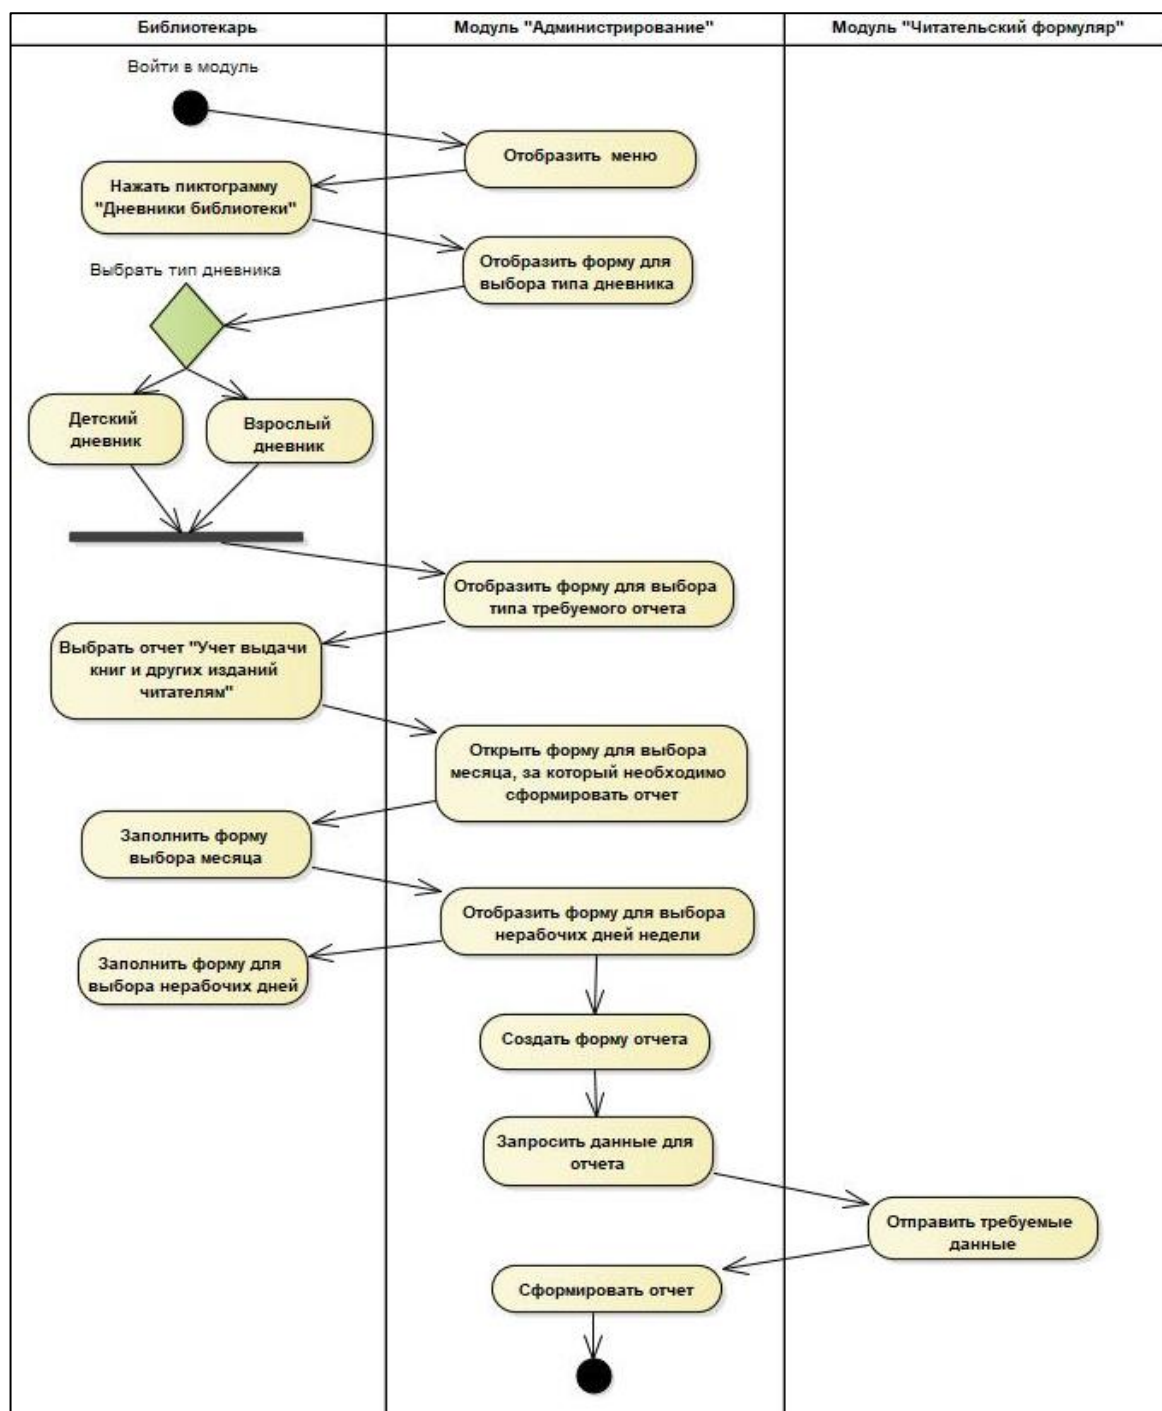 Библиотекарь
Модуль "Администрирование"
Модуль "Читательский формуляр"
Войти в модуль
Отобразить меню
Нажать пиктограмму
"Дневники библиотеки"
Отобразить форму для
выбора типа дневника
Выбрать тип дневника
Детский
дневник
Взрослый
дневник
Отобразить форму для выбора
типа требуемого отчета
Выбрать отчет "Учет выдачи
книг и других изданий
читателям"
Открыть форму для выбора
месяца, за который необходимо
сформировать отчет
Заполнить форму
выбора месяца
Отобразить форму для выбора
нерабочих дней недели
Заполнить форму для
выбора нерабочих дней
Создать форму отчета
Запросить данные для
отчета
Отправить требуемые
данные
Сформировать отчет